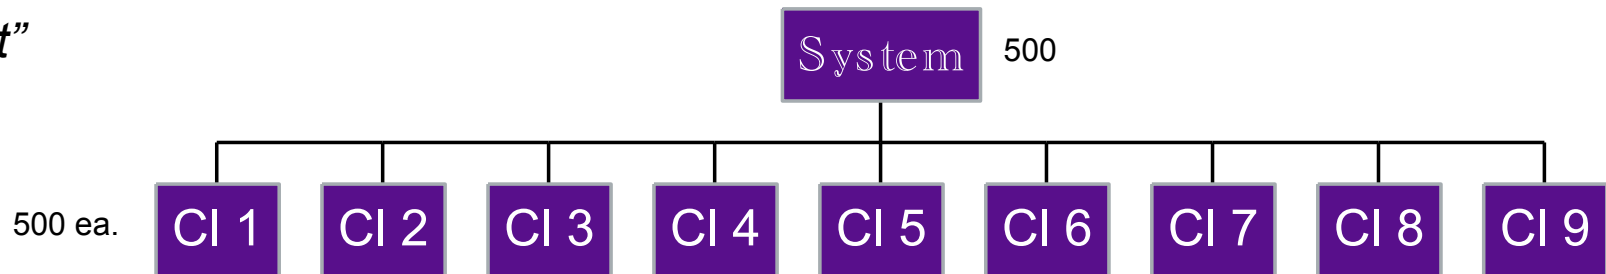 t”
System
500
500 ea.
CI 1
CI 2
CI 3
CI 4
CI 5
CI 6
CI 7
CI 8
CI 9